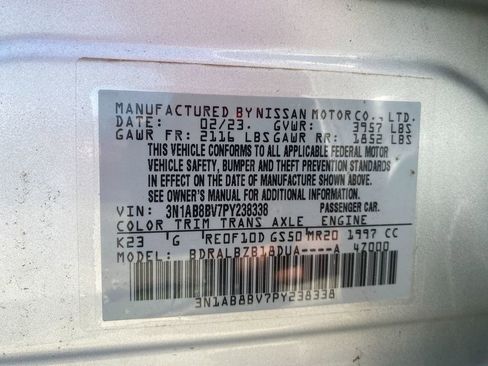 MANUFACTURED BY NISSAN MOTOR CO., LTD.
DATE: 02/23. GVWR: 3957 LBS
GAWR FR: 2116 LBS GAWR RR: 1852 LBS
THIS VEHICLE CONFORMS TO ALL APPLICABLE FEDERAL MOTOR
VEHICLE SAFETY, BUMPER AND THEFT PREVENTION STANDARDS
IN EFFECT ON THE DATE OF MANUFACTURE SHOWN ABOVE.
SEE OWNER'S MANUAL FOR ADDITIONAL INFORMATION.
VIN: 3N1AB8BV7PY238338 PASSENGER CAR.
COLOR TRIM TRANS AXLE ENGINE
K23 G RE0F10D GS50 MR20 1997 CC
MODEL: BDRALBZB18DUA----A 47000
3N1AB8BV7PY238338